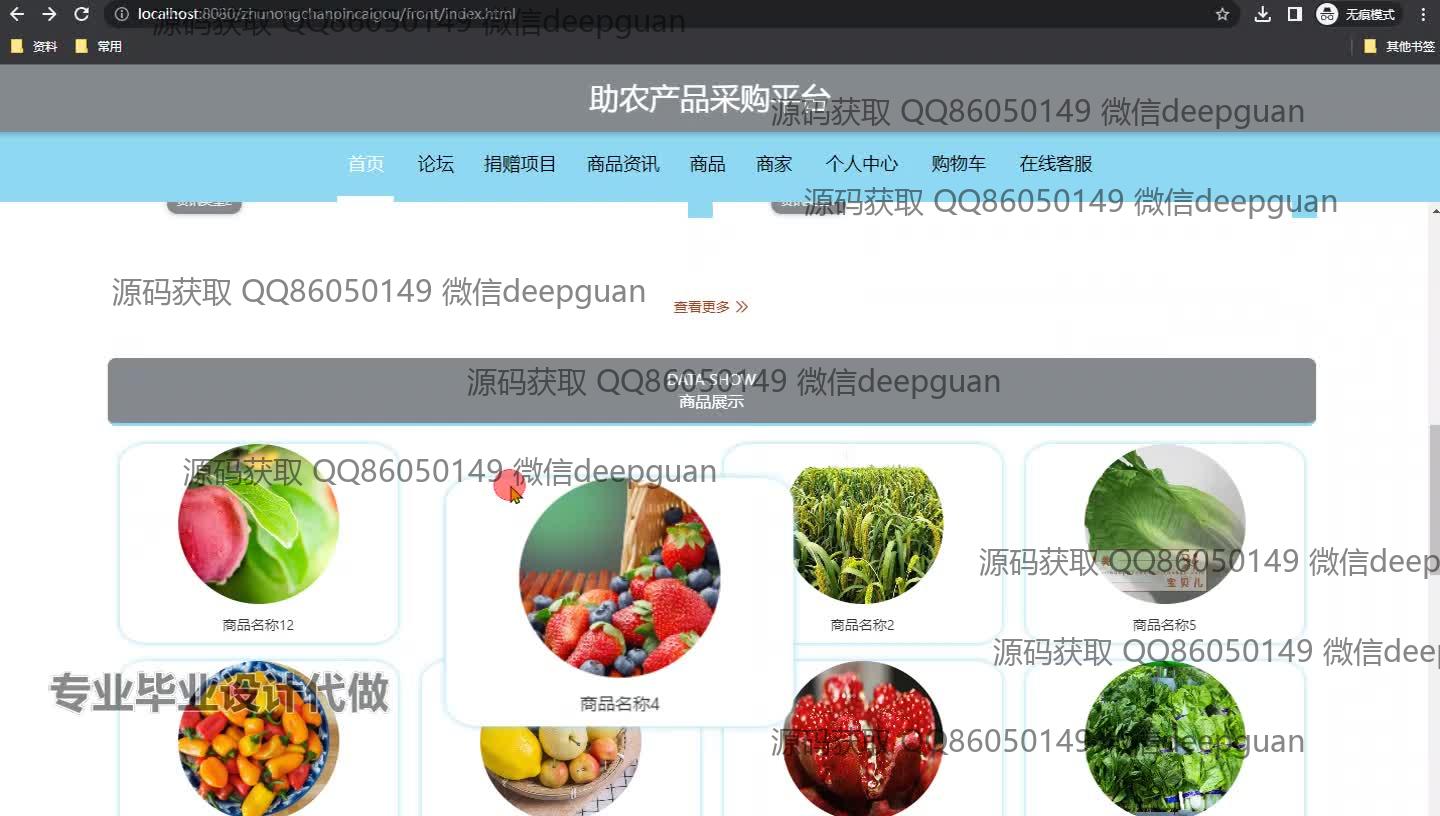 localhost:8080/zhunongchanpincaigou/front/index.html
无痕模式
资料
常用
其他书签
助农产品采购平台
源码获取 QQ86050149 微信deepguan
源码获取 QQ86050149 微信deepguan
首页
论坛
捐赠项目
商品资讯
商品
商家
个人中心
购物车
在线客服
源码获取 QQ86050149 微信deepguan
源码获取 QQ86050149 微信deepguan
查看更多
DATA SHOW
源码获取 QQ86050149 微信deepguan
商品展示
源码获取 QQ86050149 微信deepguan
源码获取 QQ86050149 微信deep
宝贝儿
商品名称12
商品名称2
商品名称5
源码获取 QQ86050149 微信deep
专业毕业设计代做
商品名称4
源码获取 QQ86050149 微信deepguan